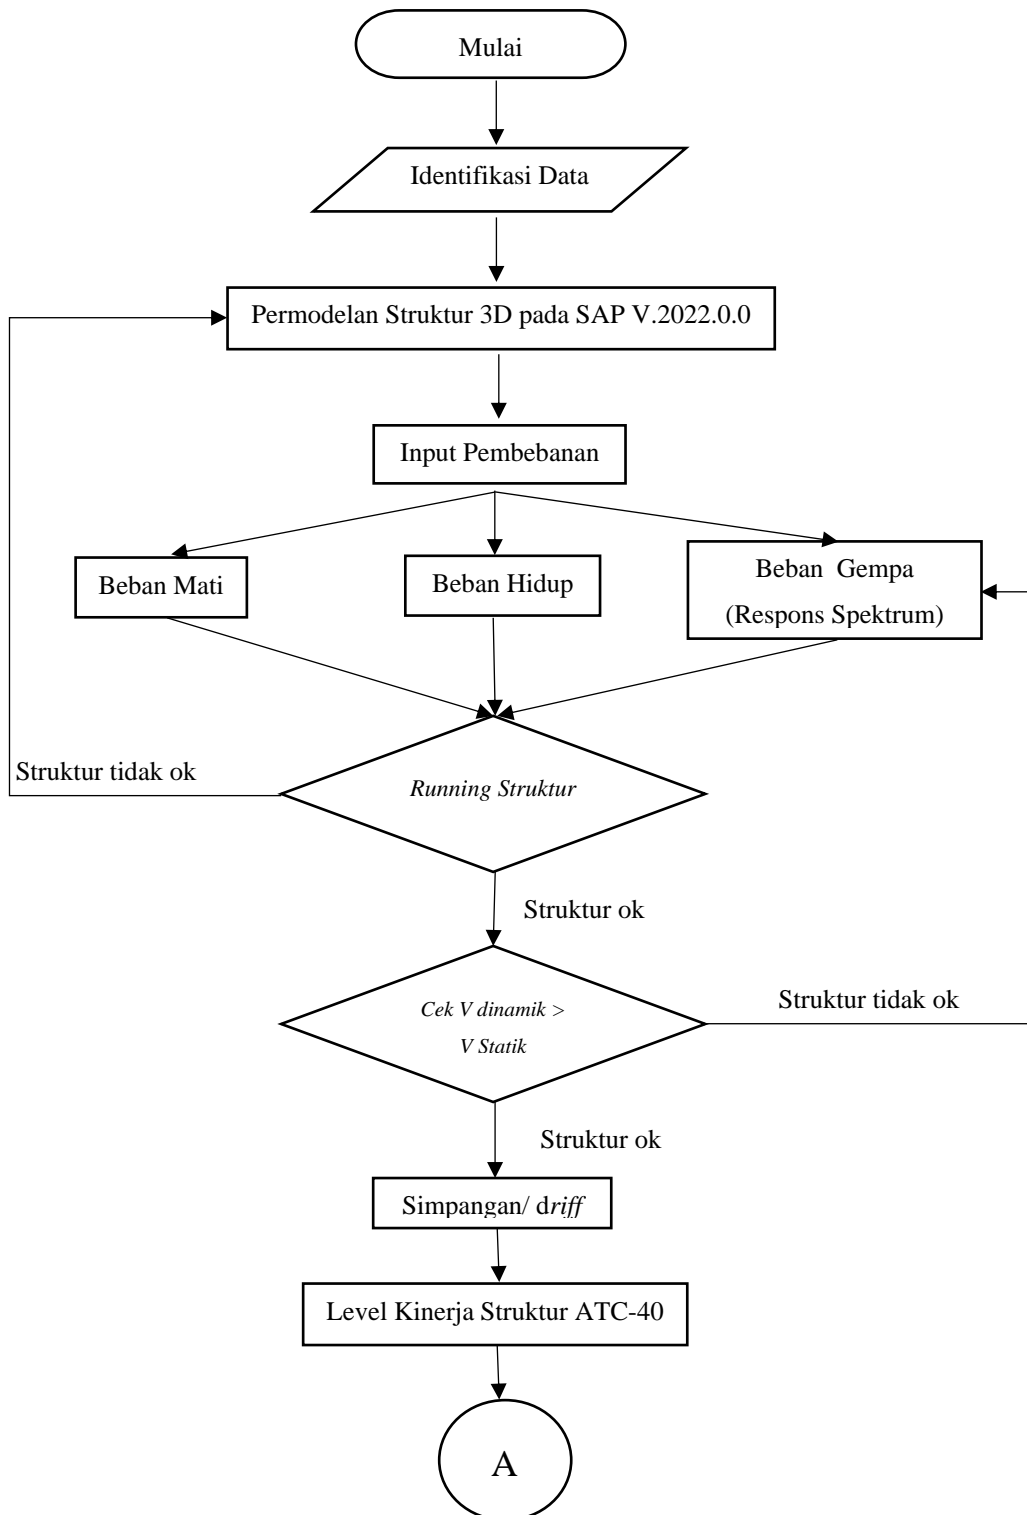 Mulai
Identifikasi Data
Permodelan Struktur 3D pada SAP V.2022.0.0
Input Pembebanan
Beban Mati
Beban Hidup
Beban  Gempa
(Respons Spektrum)
Struktur tidak ok
Running Struktur
Struktur ok
Cek V dinamik >
V Statik
Struktur tidak ok
Struktur ok
Simpangan/ driff
Level Kinerja Struktur ATC-40
A